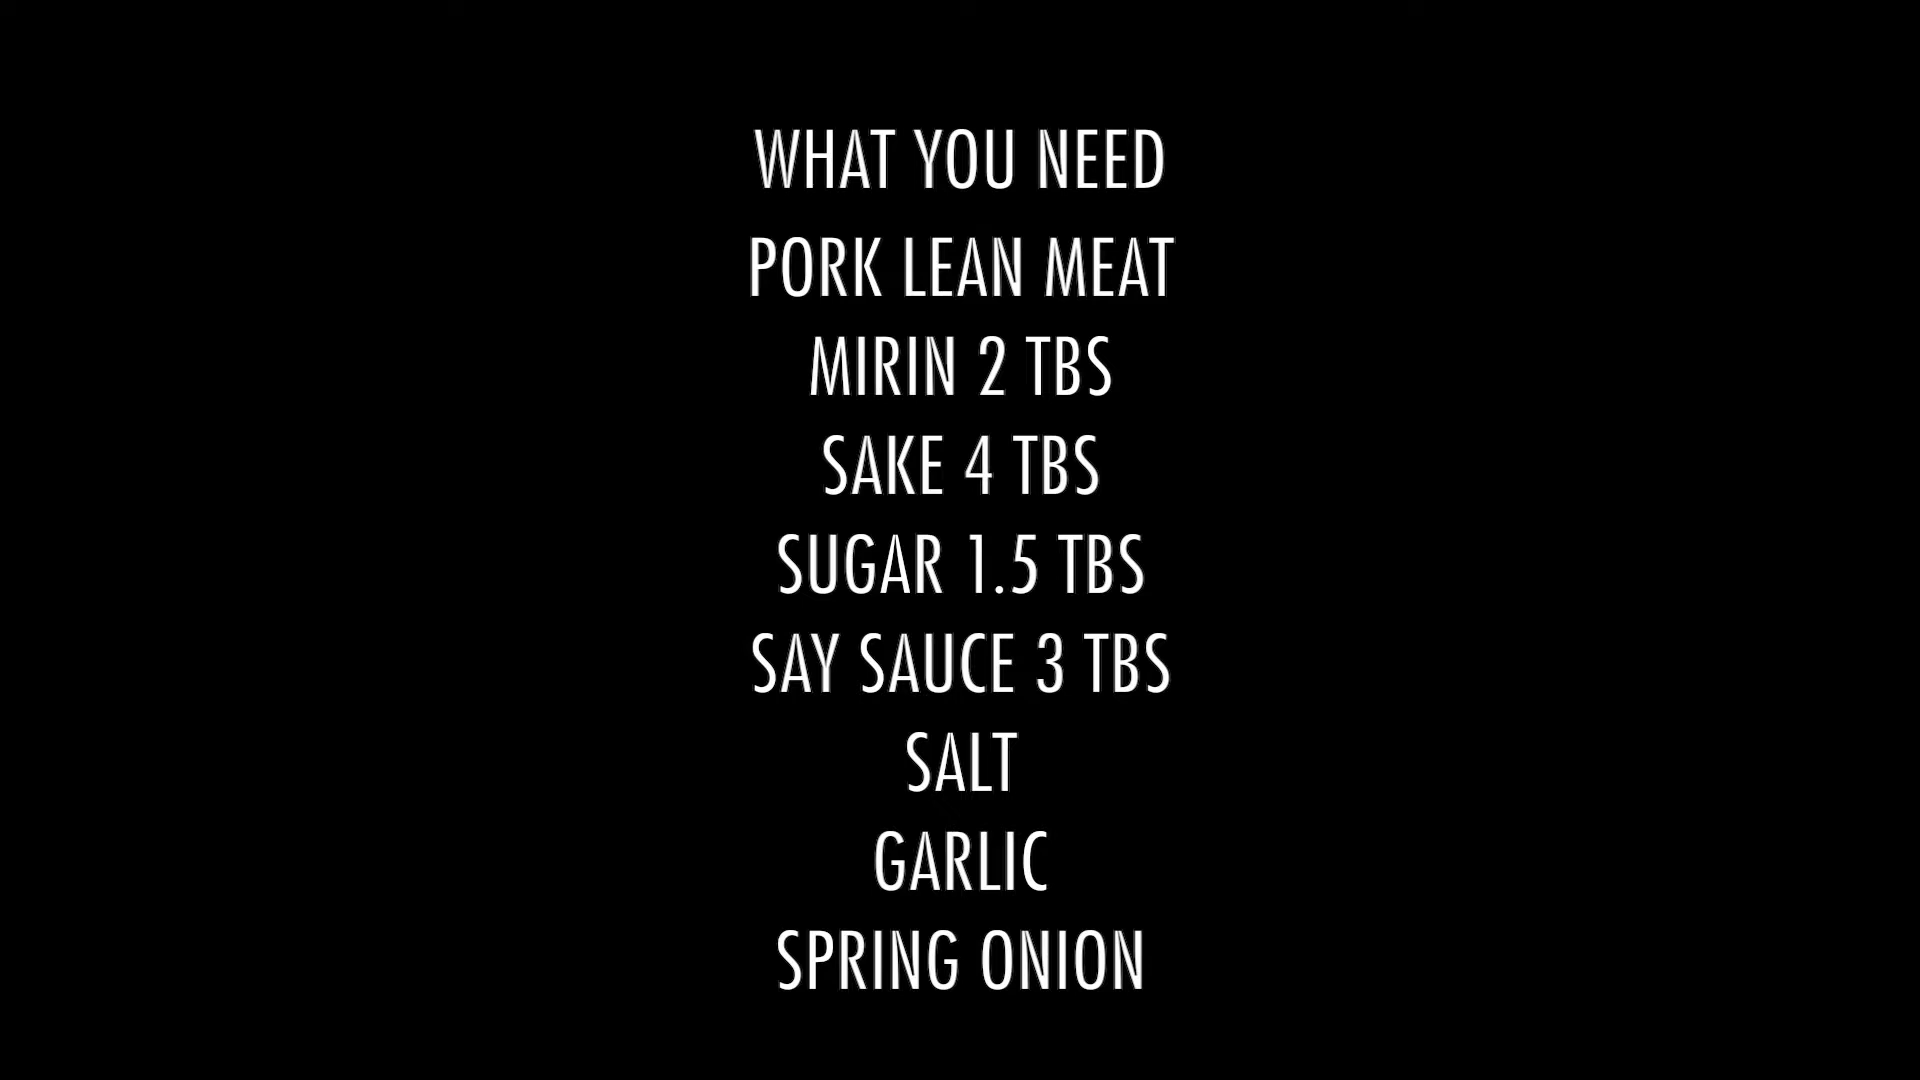 WHAT YOU NEED
PORK LEAN MEAT
MIRIN 2 TBS
SAKE 4 TBS
SUGAR 1.5 TBS
SAY SAUCE 3 TBS
SALT
GARLIC
SPRING ONION